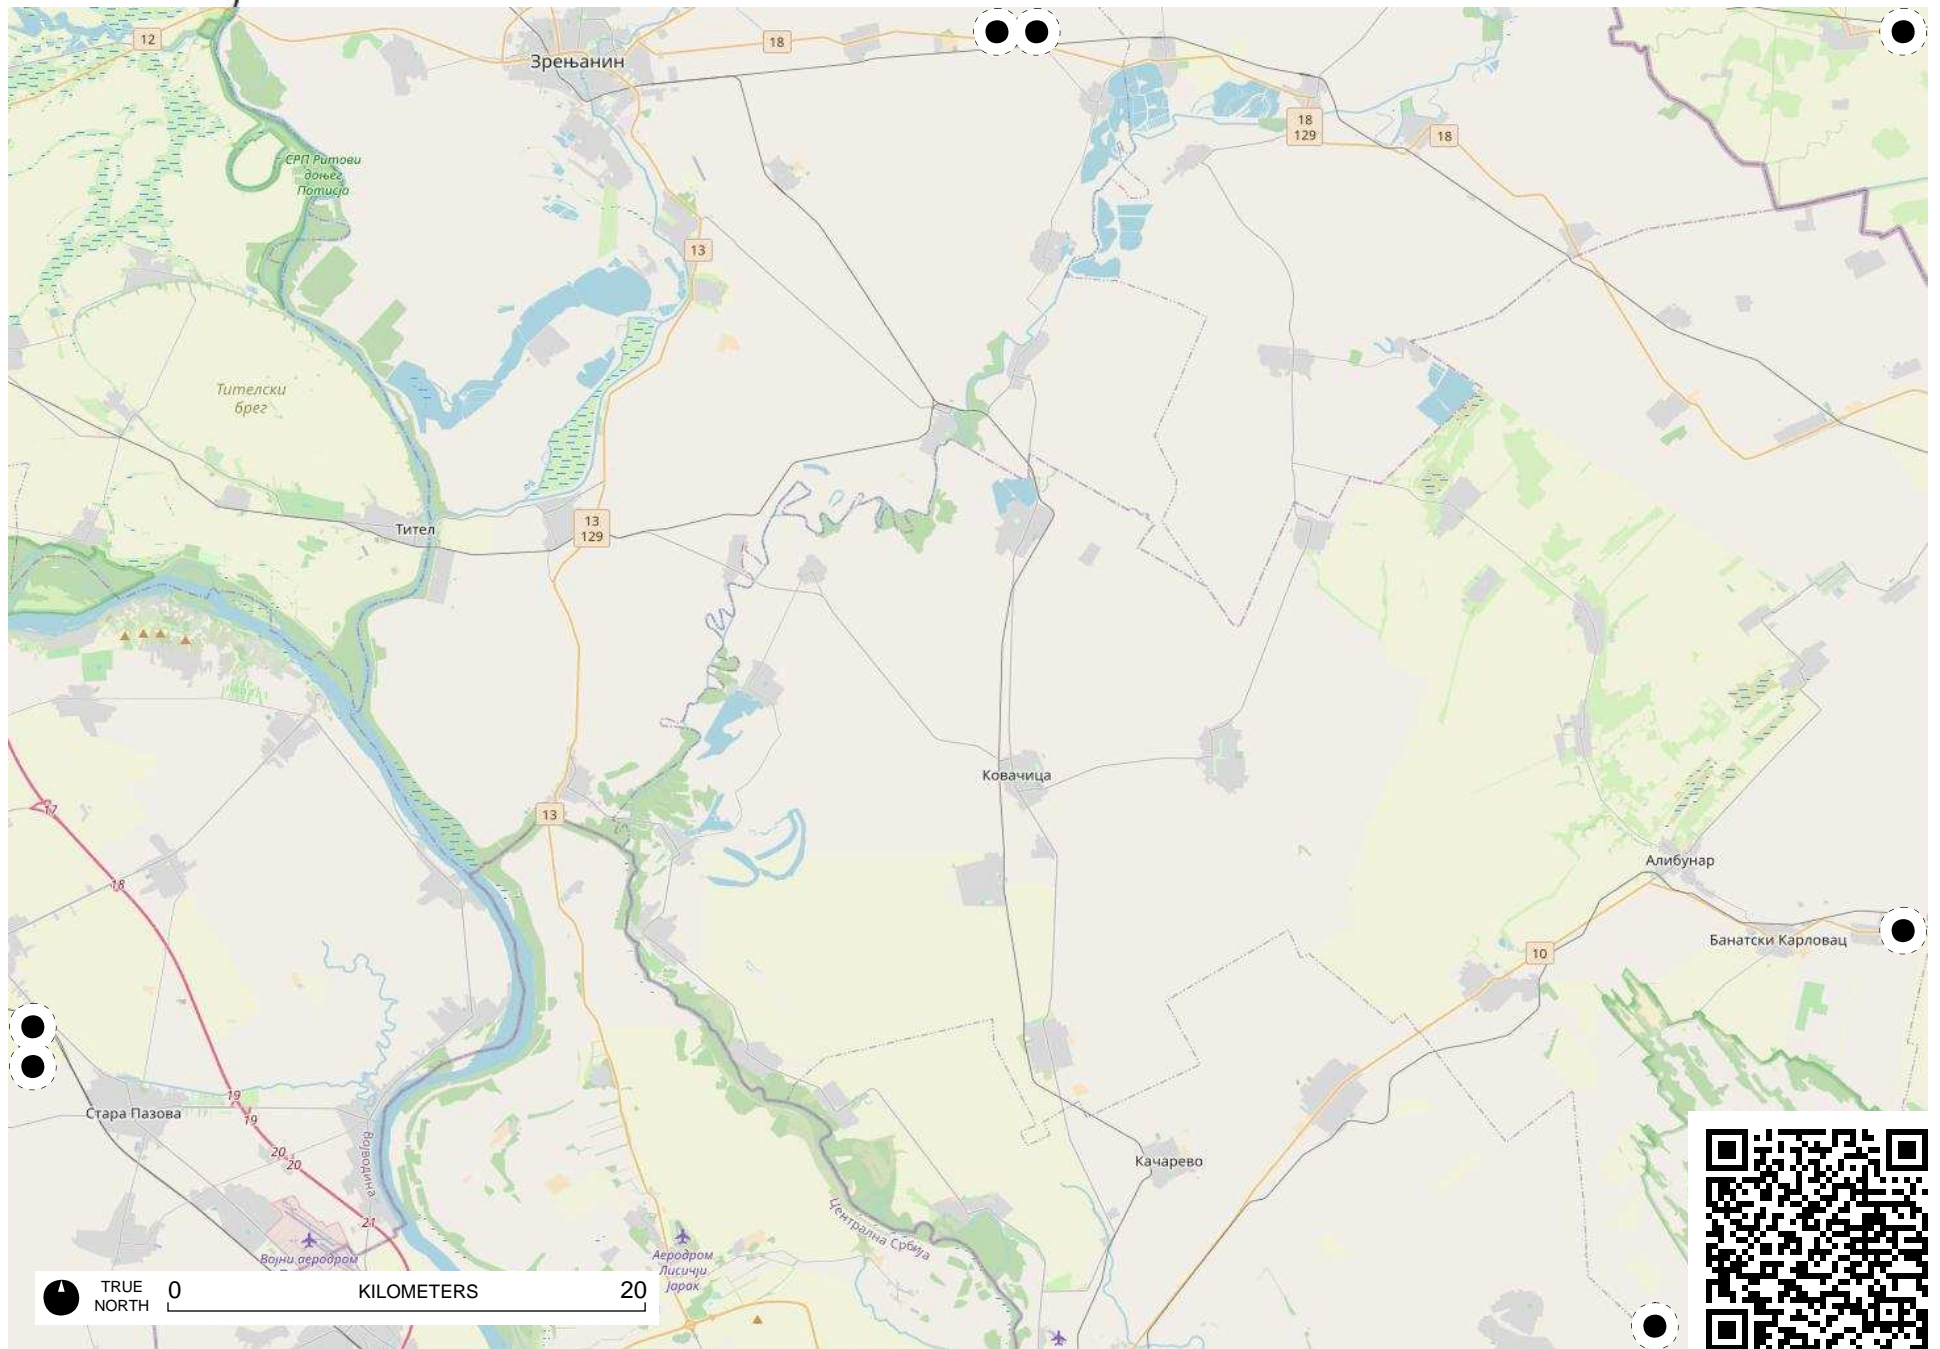 12
Зрењанин
18
18
129
18
СРП Ритови
доњег
Потисја
13
Тителски
брег
Тител
13
129
Ковачица
17
13
18
Алибунар
Банатски Карловац
10
19
19
Стара Пазова
20
20
Војводина
Качарево
21
Централна Србија
Војни аеродром
Аеродром
Лисичји
Јарак
TRUE
NORTH
0
KILOMETERS
20